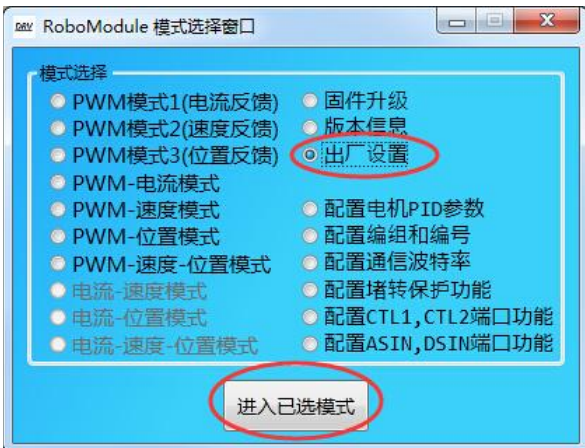 DRV RoboModule 模式选择窗口
模式选择
PWM模式1(电流反馈)
PWM模式2(速度反馈)
PWM模式3(位置反馈)
PWM-电流模式
PWM-速度模式
PWM-位置模式
PWM-速度-位置模式
电流-速度模式
电流-位置模式
电流-速度-位置模式
固件升级
版本信息
出厂设置
配置电机PID参数
配置编组和编号
配置通信波特率
配置堵转保护功能
配置CTL1,CTL2端口功能
配置ASIN,DSIN端口功能
进入已选模式